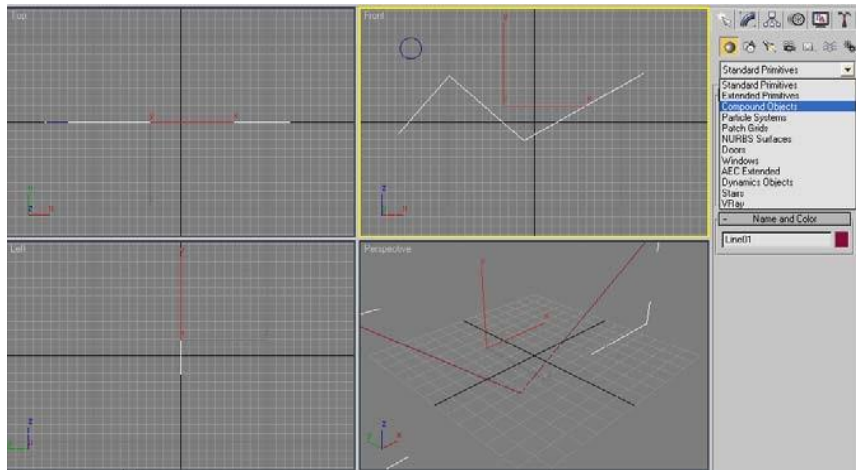 Top
Front
Standard Primitives
Standard Primitives
Extended Primitives
Compound Objects
Particle Systems
Patch Grids
NURBS Surfaces
Doors
Windows
AEC Extended
Dynamics Objects
Stairs
VRay
- Name and Color
Line01
Left
Perspective